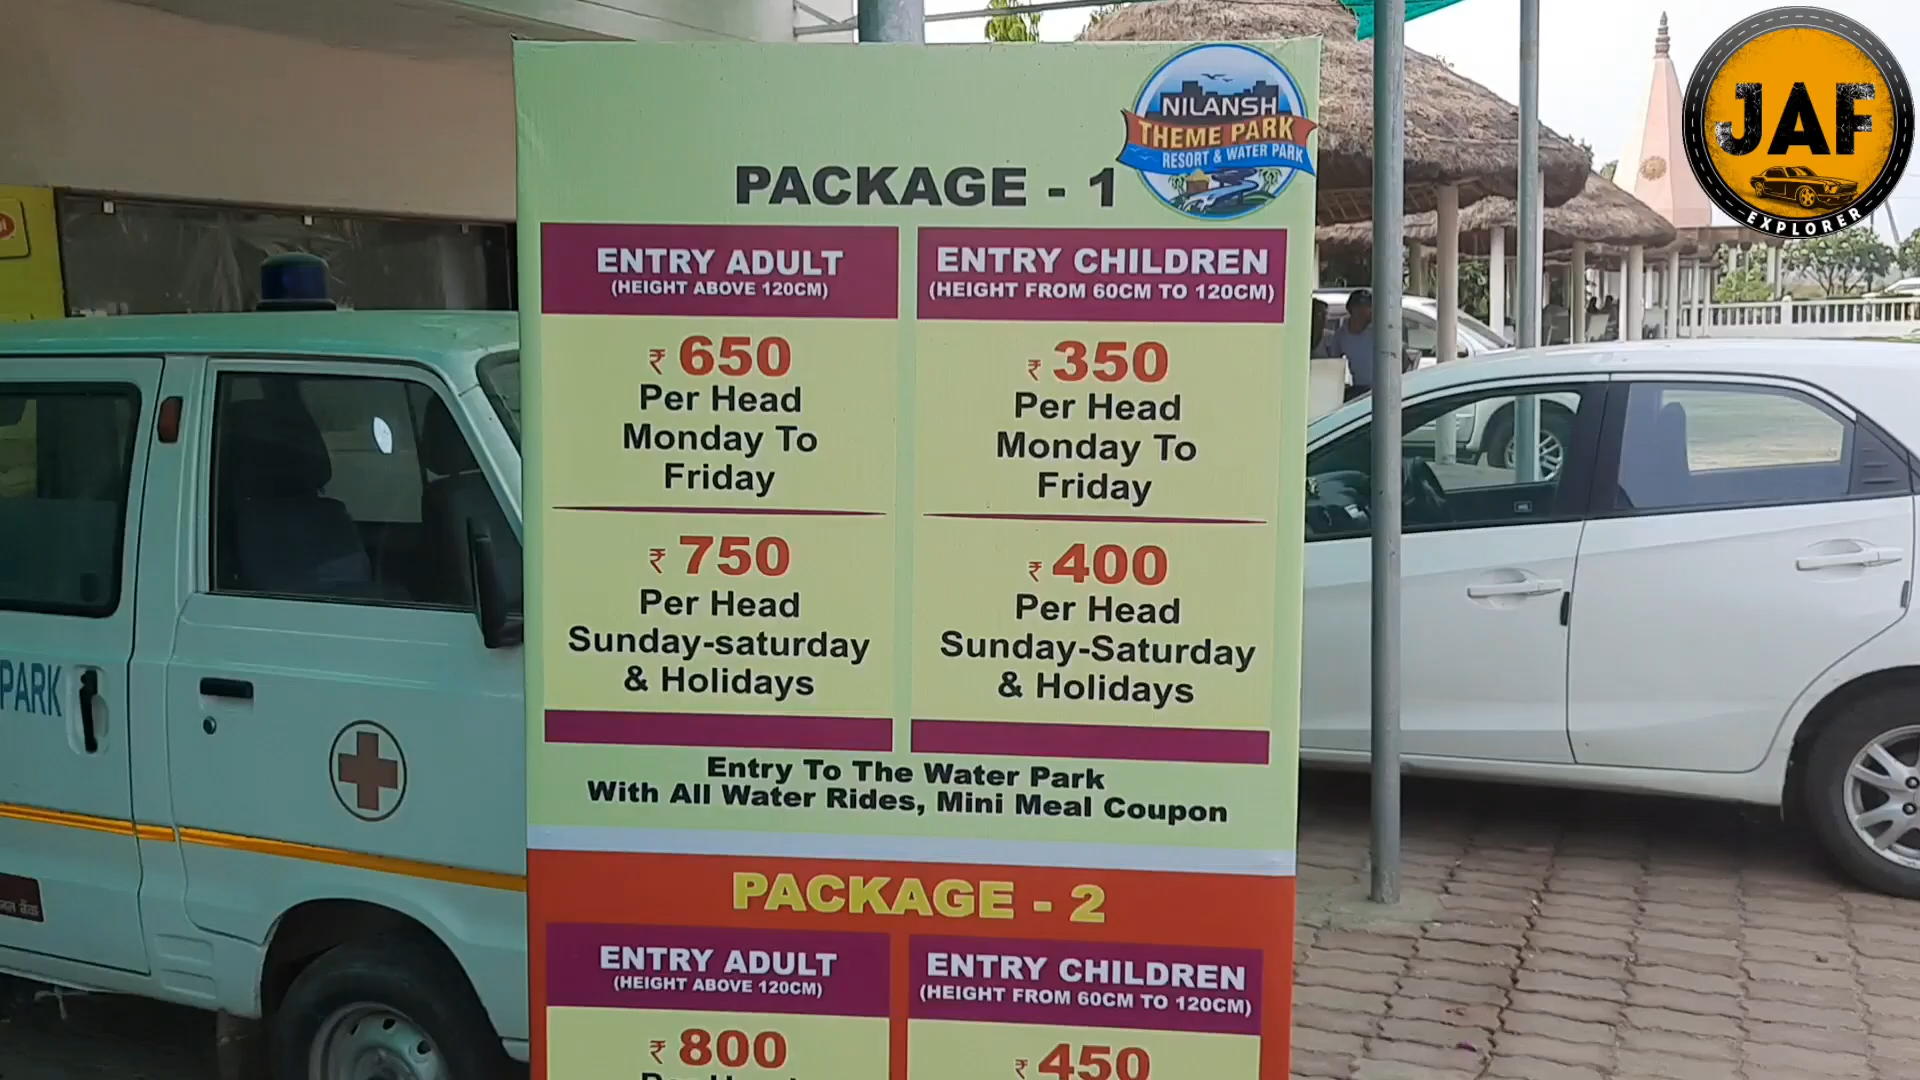 NILANSH
THEME PARK
RESORT & WATER PARK
JAF
EXPLORER
PACKAGE - 1
ENTRY ADULT
(HEIGHT ABOVE 120CM)
₹ 650
Per Head
Monday To
Friday
₹ 750
Per Head
Sunday-saturday
& Holidays
ENTRY CHILDREN
(HEIGHT FROM 60CM TO 120CM)
₹ 350
Per Head
Monday To
Friday
₹ 400
Per Head
Sunday-Saturday
& Holidays
Entry To The Water Park
With All Water Rides, Mini Meal Coupon
PACKAGE - 2
ENTRY ADULT
(HEIGHT ABOVE 120CM)
₹ 800
ENTRY CHILDREN
(HEIGHT FROM 60CM TO 120CM)
₹ 450
PARK